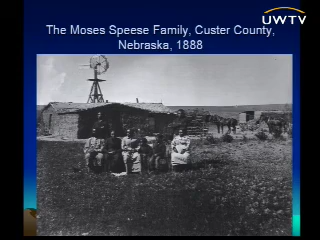 UWTV
The Moses Speese Family, Custer County,
Nebraska, 1888